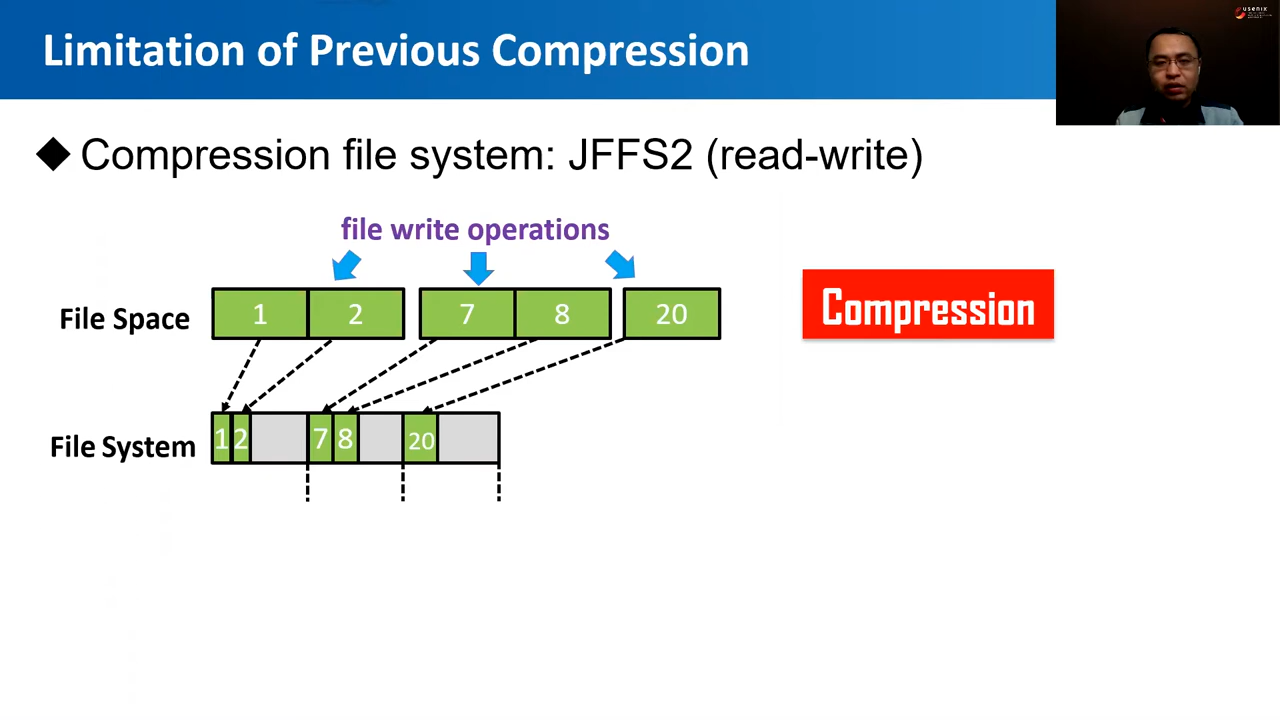 Limitation of Previous Compression
usenix
Compression file system: JFFS2 (read-write)
file write operations
File Space
1 2 7 8 20
Compression
File System
1 2 7 8 20